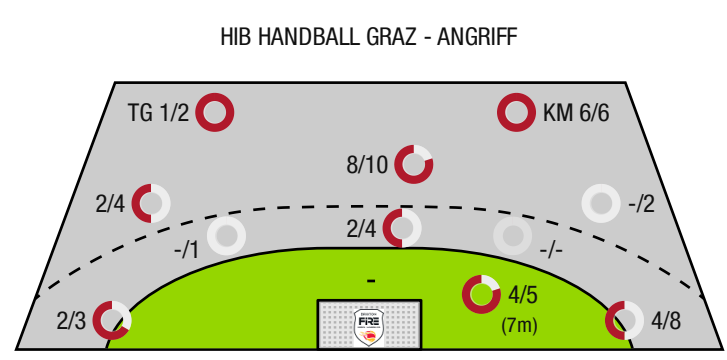 HIB HANDBALL GRAZ - ANGRIFF
TG 1/2
KM 6/6
8/10
2/4
-/2
2/4
-/1
-/-
-
4/5
(7m)
2/3
FIRE
4/8